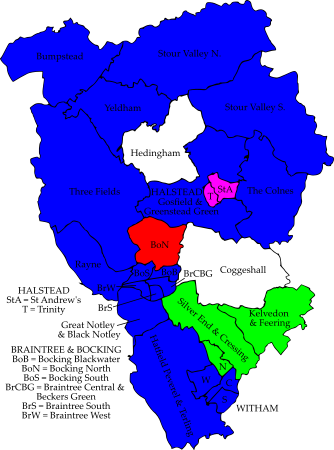 Bumpstead
Stour Valley N
Yeldham
Stour Valley S
Hedingham
Three Fields
HALSTEAD
StA
T
Gosfield &
Greenstead Green
The Colnes
BoN
Rayne
BoS
BoB
BrW
BrCBG
Coggeshall
HALSTEAD
StA = St Andrew's
T = Trinity
BrS
Great Notley
& Black Notley
Silver End & Cressing
Kelvedon
& Feering
BRAINTREE & BOCKING
BoB = Bocking Blackwater
BoN = Bocking North
BoS = Bocking South
BrCBG = Braintree Central &
Beckers Green
BrS = Braintree South
BrW = Braintree West
Hatfield Peverel & Terling
N
W
S
WITHAM